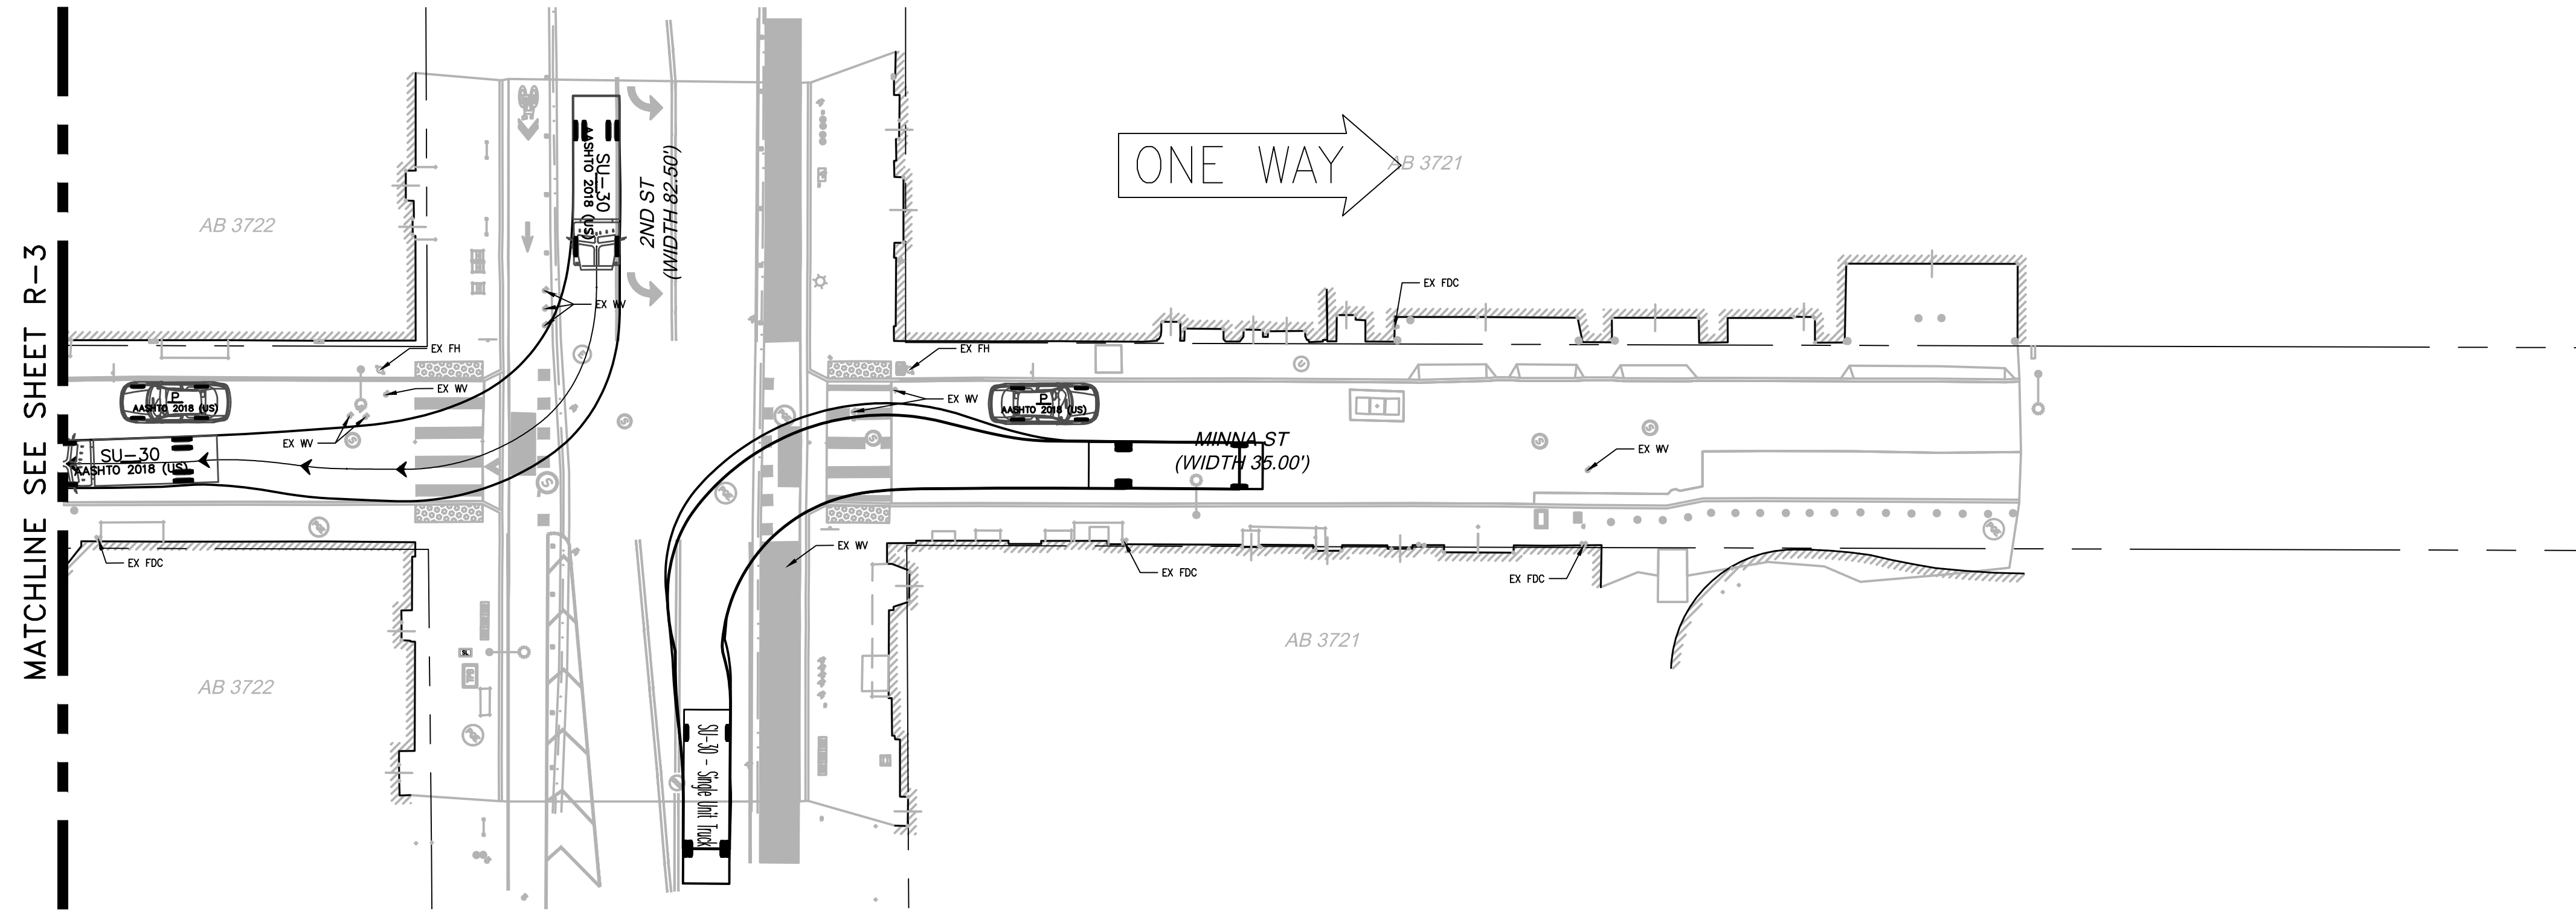 MATCHLINE SEE SHEET R-3
AB 3722
AB 3722
SU-30
AASHTO 2018 (US)
2ND ST
(WIDTH 82.50')
ONE WAY
AB 3721
EX WV
EX FH
EX WV
EX WV
EX FDC
P
AASHTO 2018 (US)
SU-30
AASHTO 2018 (US)
EX FH
EX WV
P
AASHTO 2018 (US)
MINNA ST
(WIDTH 35.00')
EX FDC
EX WV
EX WV
EX FDC
EX FDC
AB 3721
SU-30 - Single Unit Truck
SL
S
S
S
S
S
S